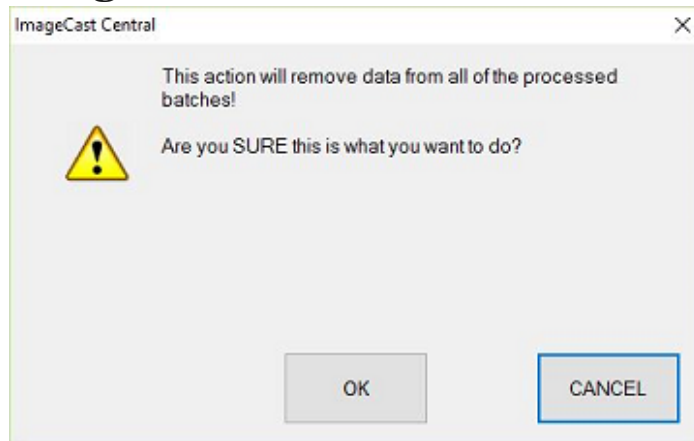 ImageCast Central
This action will remove data from all of the processed
batches!
Are you SURE this is what you want to do?
OK
CANCEL